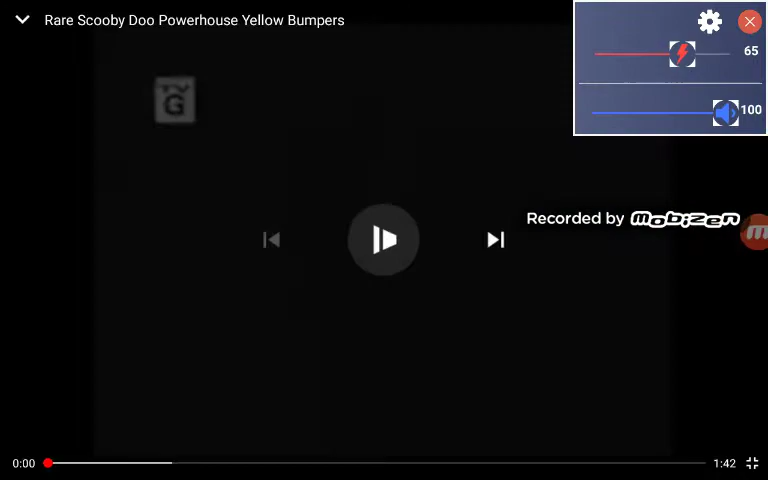 Rare Scooby Doo Powerhouse Yellow Bumpers
65
100
TV
G
Recorded by Mobizen
m
0:00
1:42